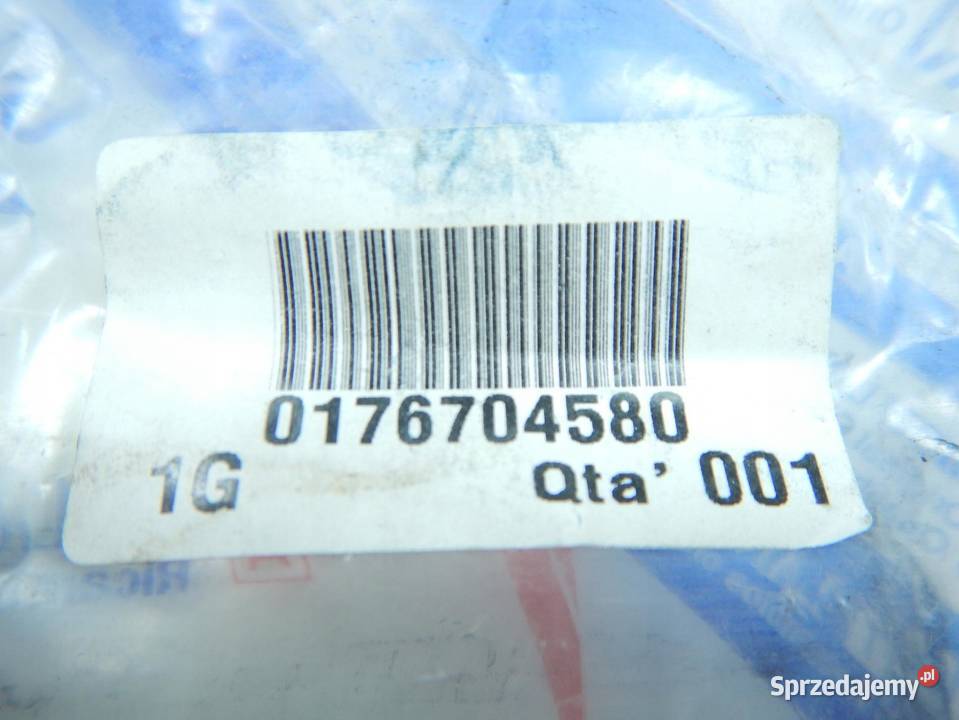 0176704580
1G Qta' 001
Sprzedajemy.pl